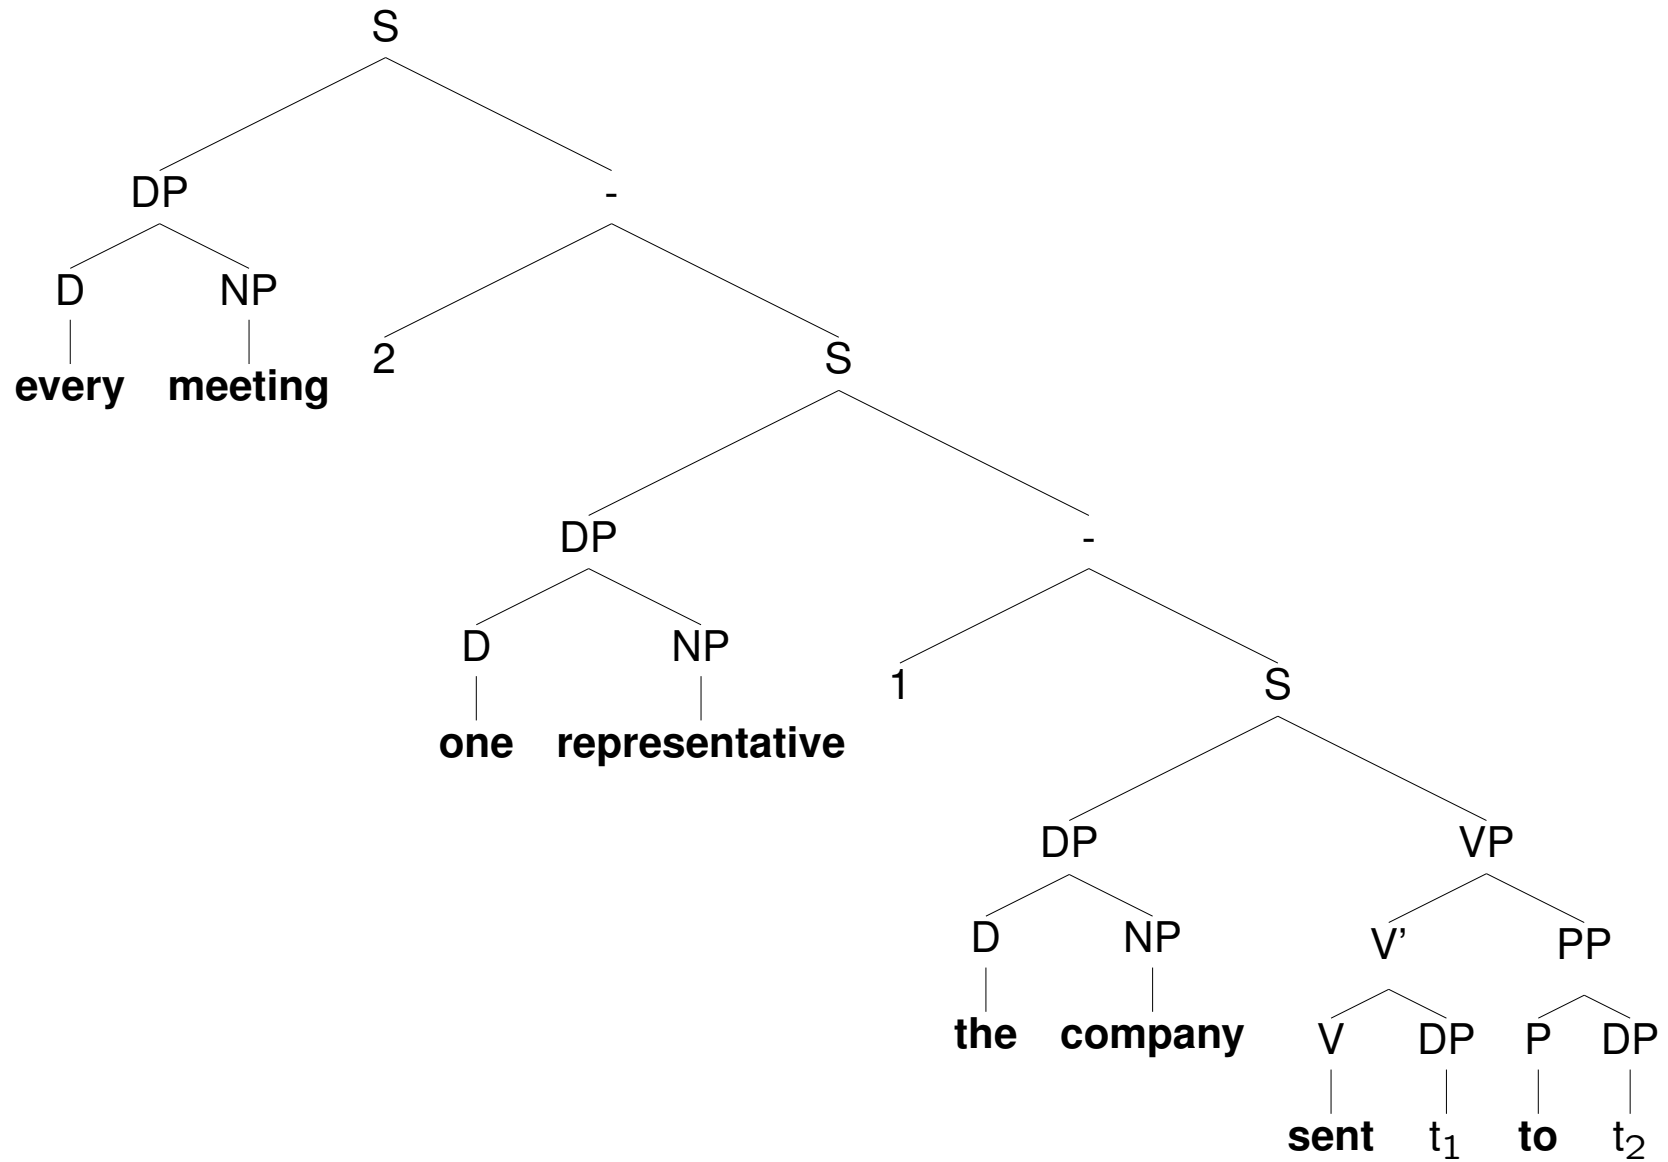 S
DP -
D NP 2 S
every meeting
DP -
D NP 1 S
one representative
DP VP
D NP V' PP
the company V DP P DP
sent t₁ to t₂